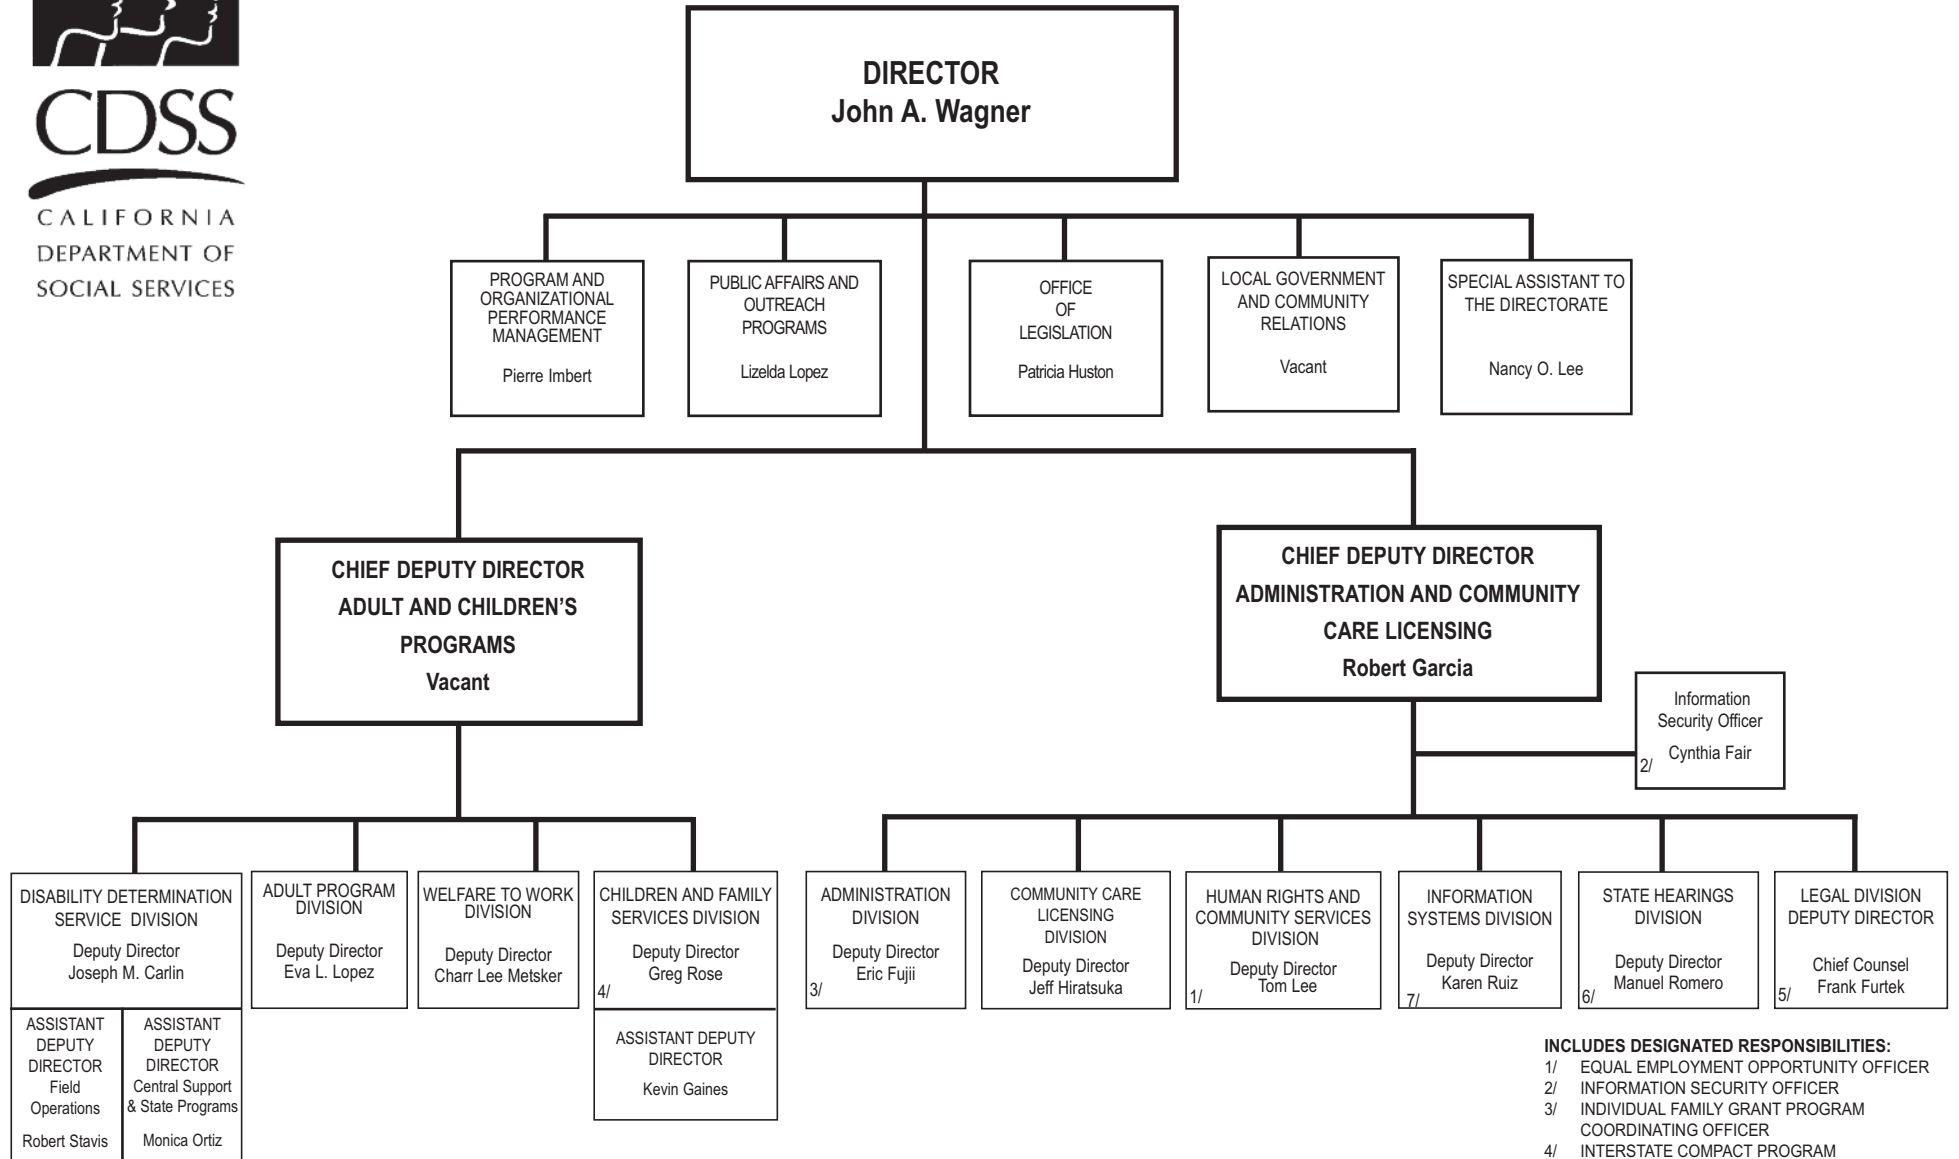 CDSS
CALIFORNIA
DEPARTMENT OF
SOCIAL SERVICES
DIRECTOR
John A. Wagner
PROGRAM AND
ORGANIZATIONAL
PERFORMANCE
MANAGEMENT
Pierre Imbert
PUBLIC AFFAIRS AND
OUTREACH
PROGRAMS
Lizelda Lopez
OFFICE
OF
LEGISLATION
Patricia Huston
LOCAL GOVERNMENT
AND COMMUNITY
RELATIONS
Vacant
SPECIAL ASSISTANT TO
THE DIRECTORATE
Nancy O. Lee
CHIEF DEPUTY DIRECTOR
ADULT AND CHILDREN'S
PROGRAMS
Vacant
CHIEF DEPUTY DIRECTOR
ADMINISTRATION AND COMMUNITY
CARE LICENSING
Robert Garcia
Information
Security Officer
Cynthia Fair
2/
DISABILITY DETERMINATION
SERVICE DIVISION
Deputy Director
Joseph M. Carlin
ASSISTANT
DEPUTY
DIRECTOR
Field
Operations
Robert Stavis
ASSISTANT
DEPUTY
DIRECTOR
Central Support
& State Programs
Monica Ortiz
ADULT PROGRAM
DIVISION
Deputy Director
Eva L. Lopez
WELFARE TO WORK
DIVISION
Deputy Director
Charr Lee Metsker
CHILDREN AND FAMILY
SERVICES DIVISION
Deputy Director
Greg Rose
4/
ASSISTANT DEPUTY
DIRECTOR
Kevin Gaines
ADMINISTRATION
DIVISION
Deputy Director
Eric Fujii
3/
COMMUNITY CARE
LICENSING
DIVISION
Deputy Director
Jeff Hiratsuka
HUMAN RIGHTS AND
COMMUNITY SERVICES
DIVISION
Deputy Director
Tom Lee
1/
INFORMATION
SYSTEMS DIVISION
Deputy Director
Karen Ruiz
7/
STATE HEARINGS
DIVISION
Deputy Director
Manuel Romero
6/
LEGAL DIVISION
DEPUTY DIRECTOR
Chief Counsel
Frank Furtek
5/
INCLUDES DESIGNATED RESPONSIBILITIES:
1/ EQUAL EMPLOYMENT OPPORTUNITY OFFICER
2/ INFORMATION SECURITY OFFICER
3/ INDIVIDUAL FAMILY GRANT PROGRAM
COORDINATING OFFICER
4/ INTERSTATE COMPACT PROGRAM